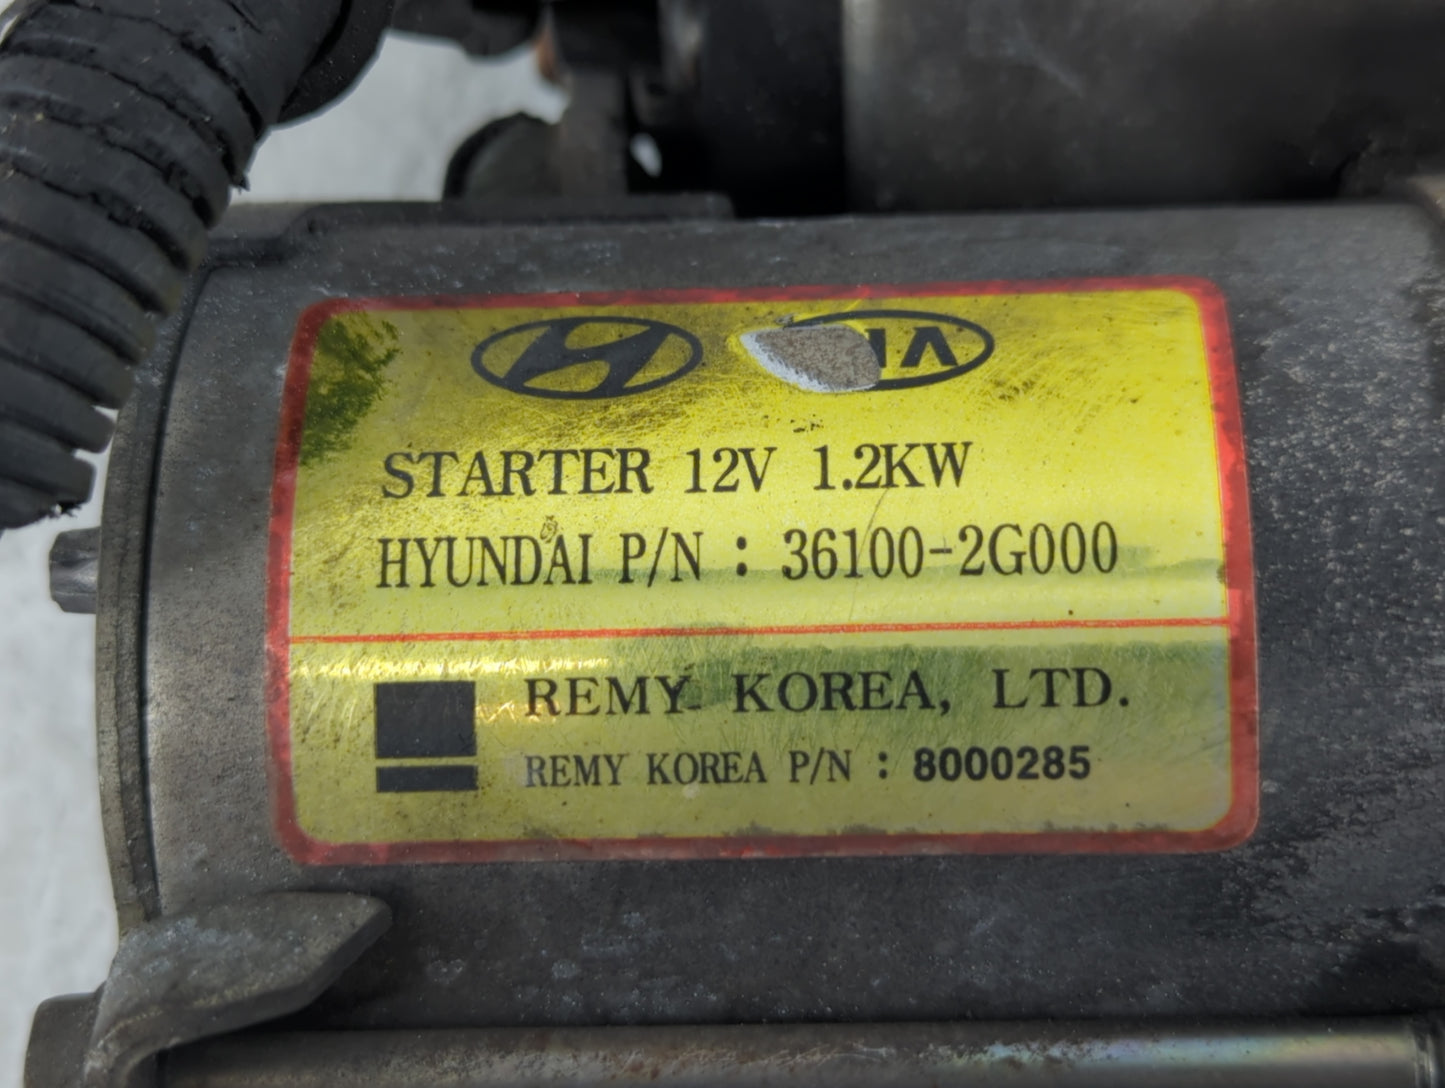 STARTER 12V 1.2KW
HYUNDAI P/N : 36100-2G000
REMY KOREA, LTD.
REMY KOREA P/N : 8000285